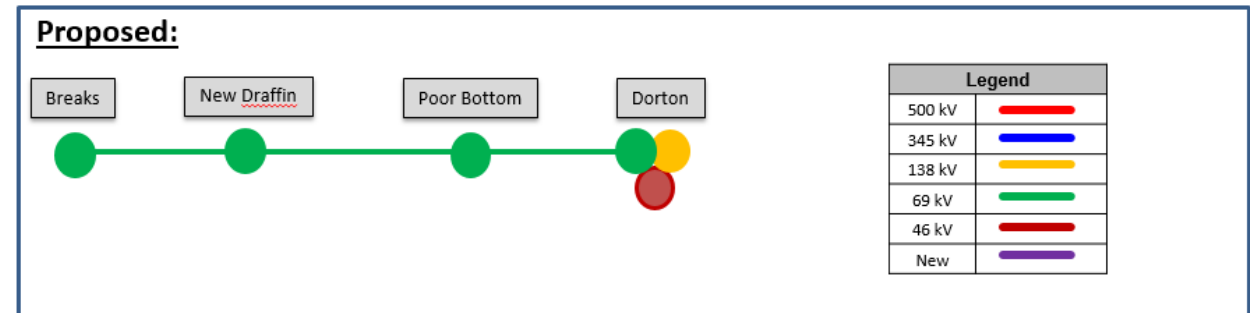 Proposed:
Breaks
New Draffin
Poor Bottom
Dorton
Legend
500 kV
345 kV
138 kV
69 kV
46 kV
New